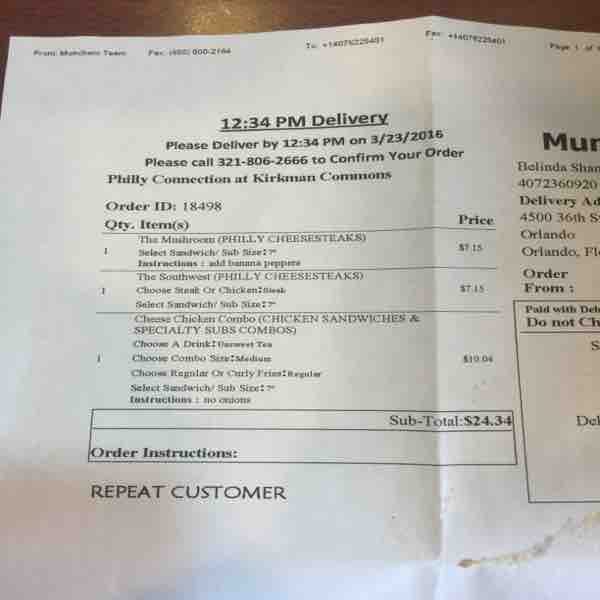 From: Munchem Team Fax: (480) 600-2164 To: +14078225401 Fax: +14078225401 Page 1 of
12:34 PM Delivery
Please Deliver by 12:34 PM on 3/23/2016
Please call 321-806-2666 to Confirm Your Order
Philly Connection at Kirkman Commons
Order ID: 18498
Qty. Item(s) Price
The Mushroom (PHILLY CHEESESTEAKS)
1 Select Sandwich/ Sub Size:7" $7.15
Instructions : add banana peppers
The Southwest (PHILLY CHEESESTEAKS)
1 Choose Steak Or Chicken:Steak $7.15
Select Sandwich/ Sub Size:7"
Cheese Chicken Combo (CHICKEN SANDWICHES &
SPECIALTY SUBS COMBOS)
Choose A Drink:Unsweet Tea
1 Choose Combo Size:Medium $10.04
Choose Regular Or Curly Fries:Regular
Select Sandwich/ Sub Size:7"
Instructions : no onions
Sub-Total:$24.34
Order Instructions:
REPEAT CUSTOMER
Mun
Belinda Shan
4072360920
Delivery Ad
4500 36th S
Orlando
Orlando, Fl
Order
From :
Paid with Deb
Do not Ch
S
Del